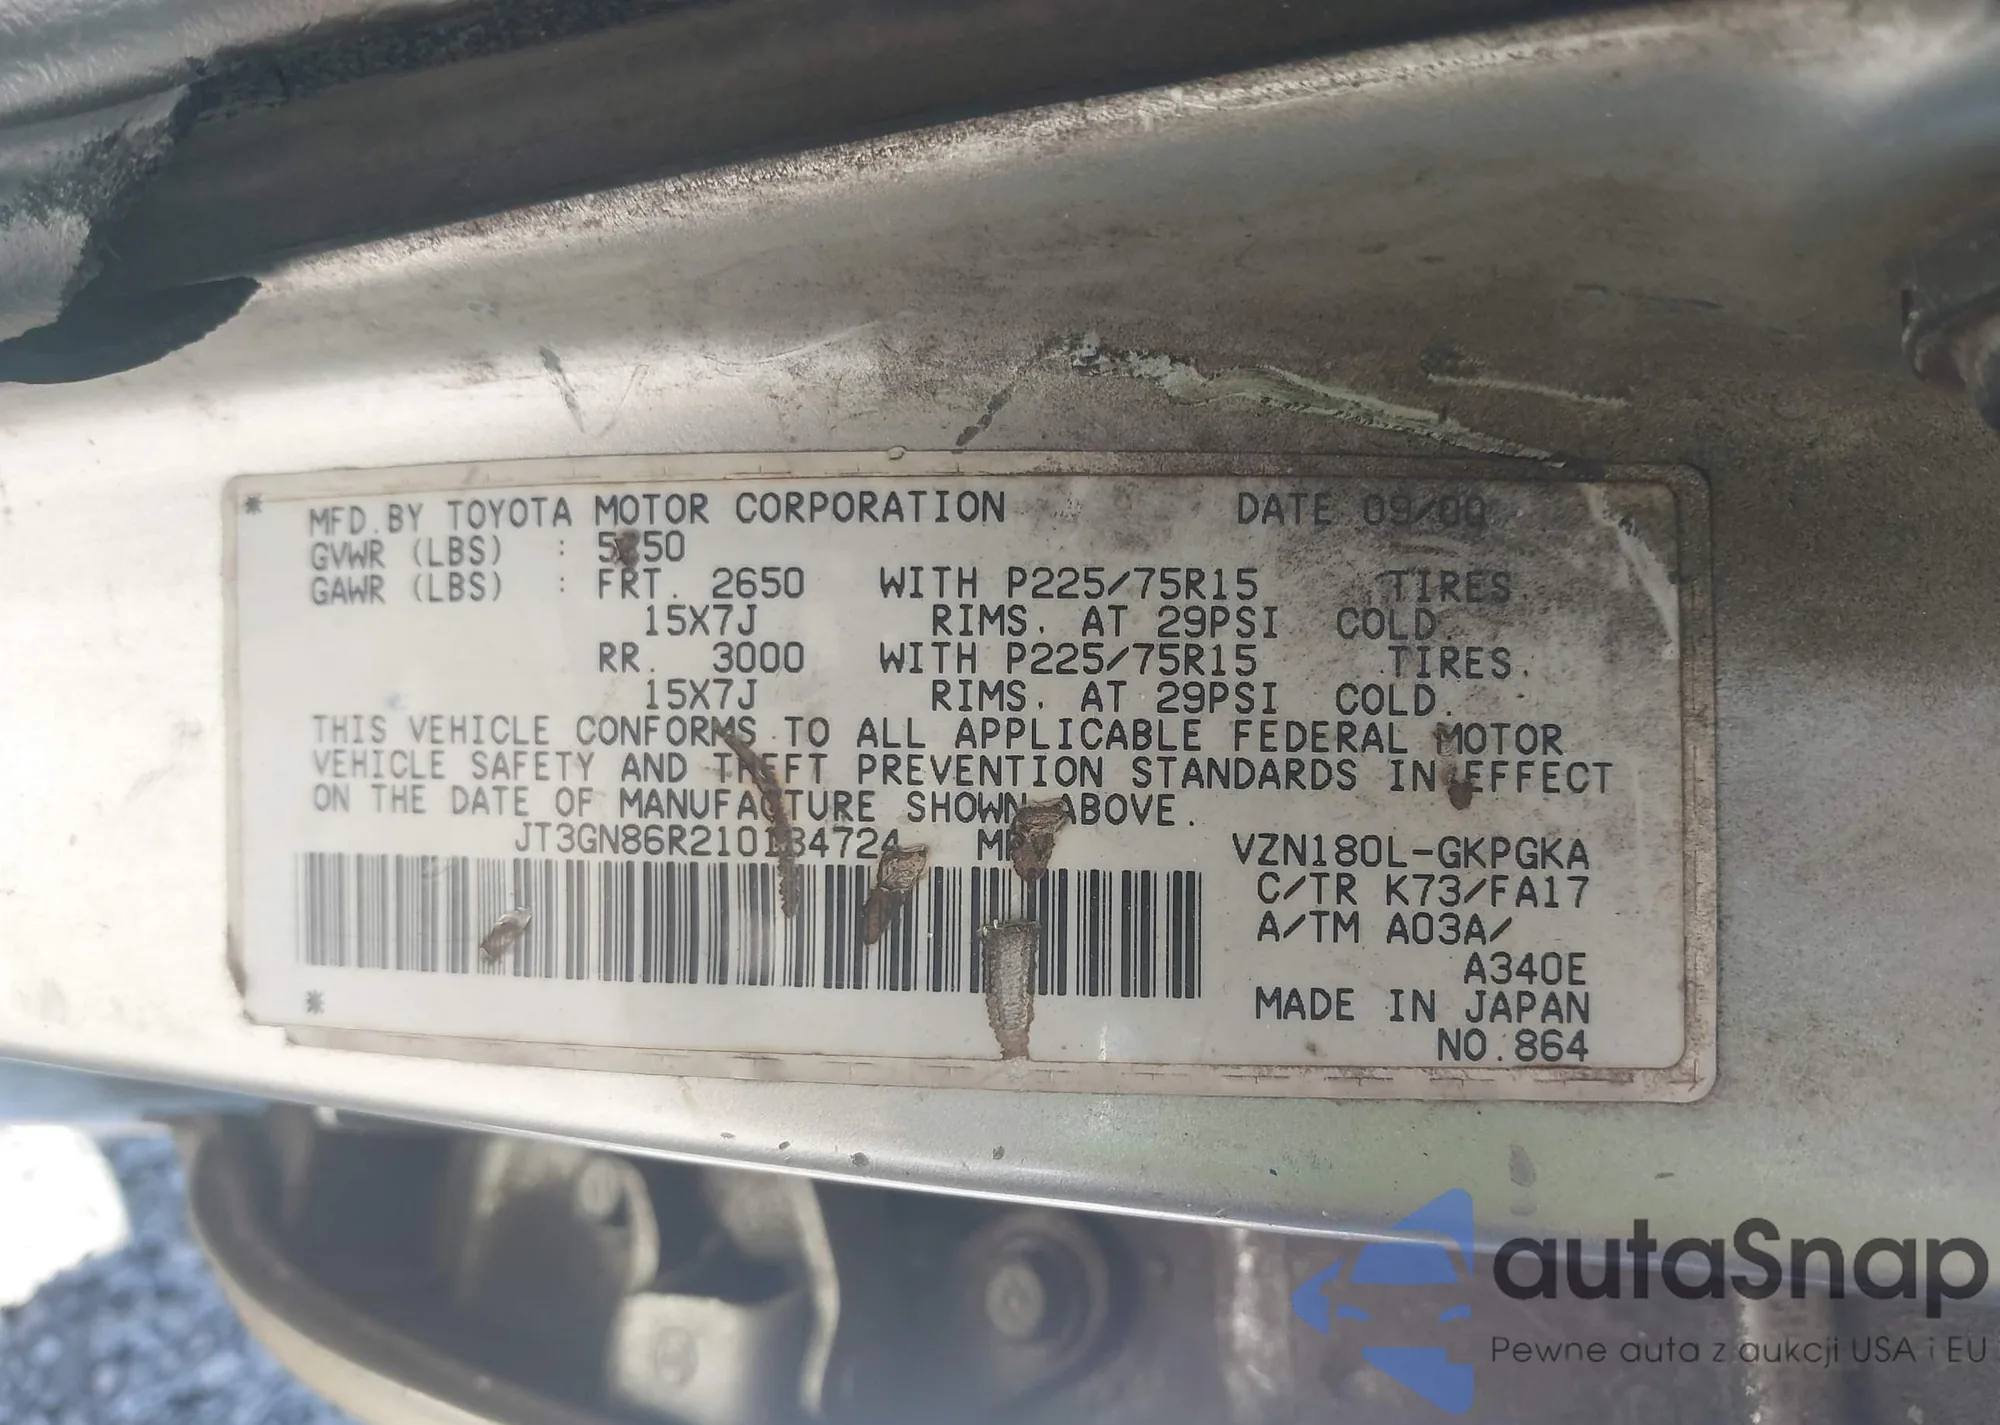 MFD.BY TOYOTA MOTOR CORPORATION DATE 09/00
GVWR (LBS) :
GAWR (LBS) : FRT. 2650 WITH P225/75R15 TIRES.
15X7J RIMS. AT 29PSI COLD.
RR. 3000 WITH P225/75R15 TIRES.
15X7J RIMS. AT 29PSI COLD.
THIS VEHICLE CONFORMS TO ALL APPLICABLE FEDERAL MOTOR
VEHICLE SAFETY AND THEFT PREVENTION STANDARDS IN EFFECT
ON THE DATE OF MANUFACTURE SHOWN ABOVE.
VZN180L-GKPGKA
C/TR K73/FA17
A/TM A03A/
A340E
MADE IN JAPAN
NO.864
autaSnap
Pewne auta z aukcji USA i EU